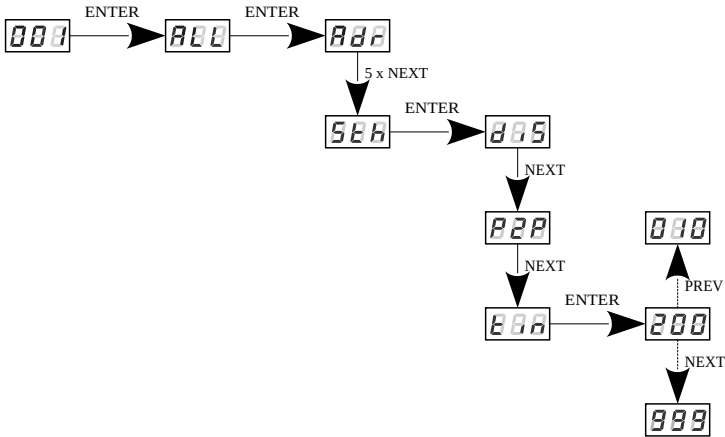 ENTER ENTER
001 ALL Adr
5 x NEXT
ENTER
Sth diS
NEXT
P2P 010
NEXT
PREV
ENTER
tin 200
NEXT
999